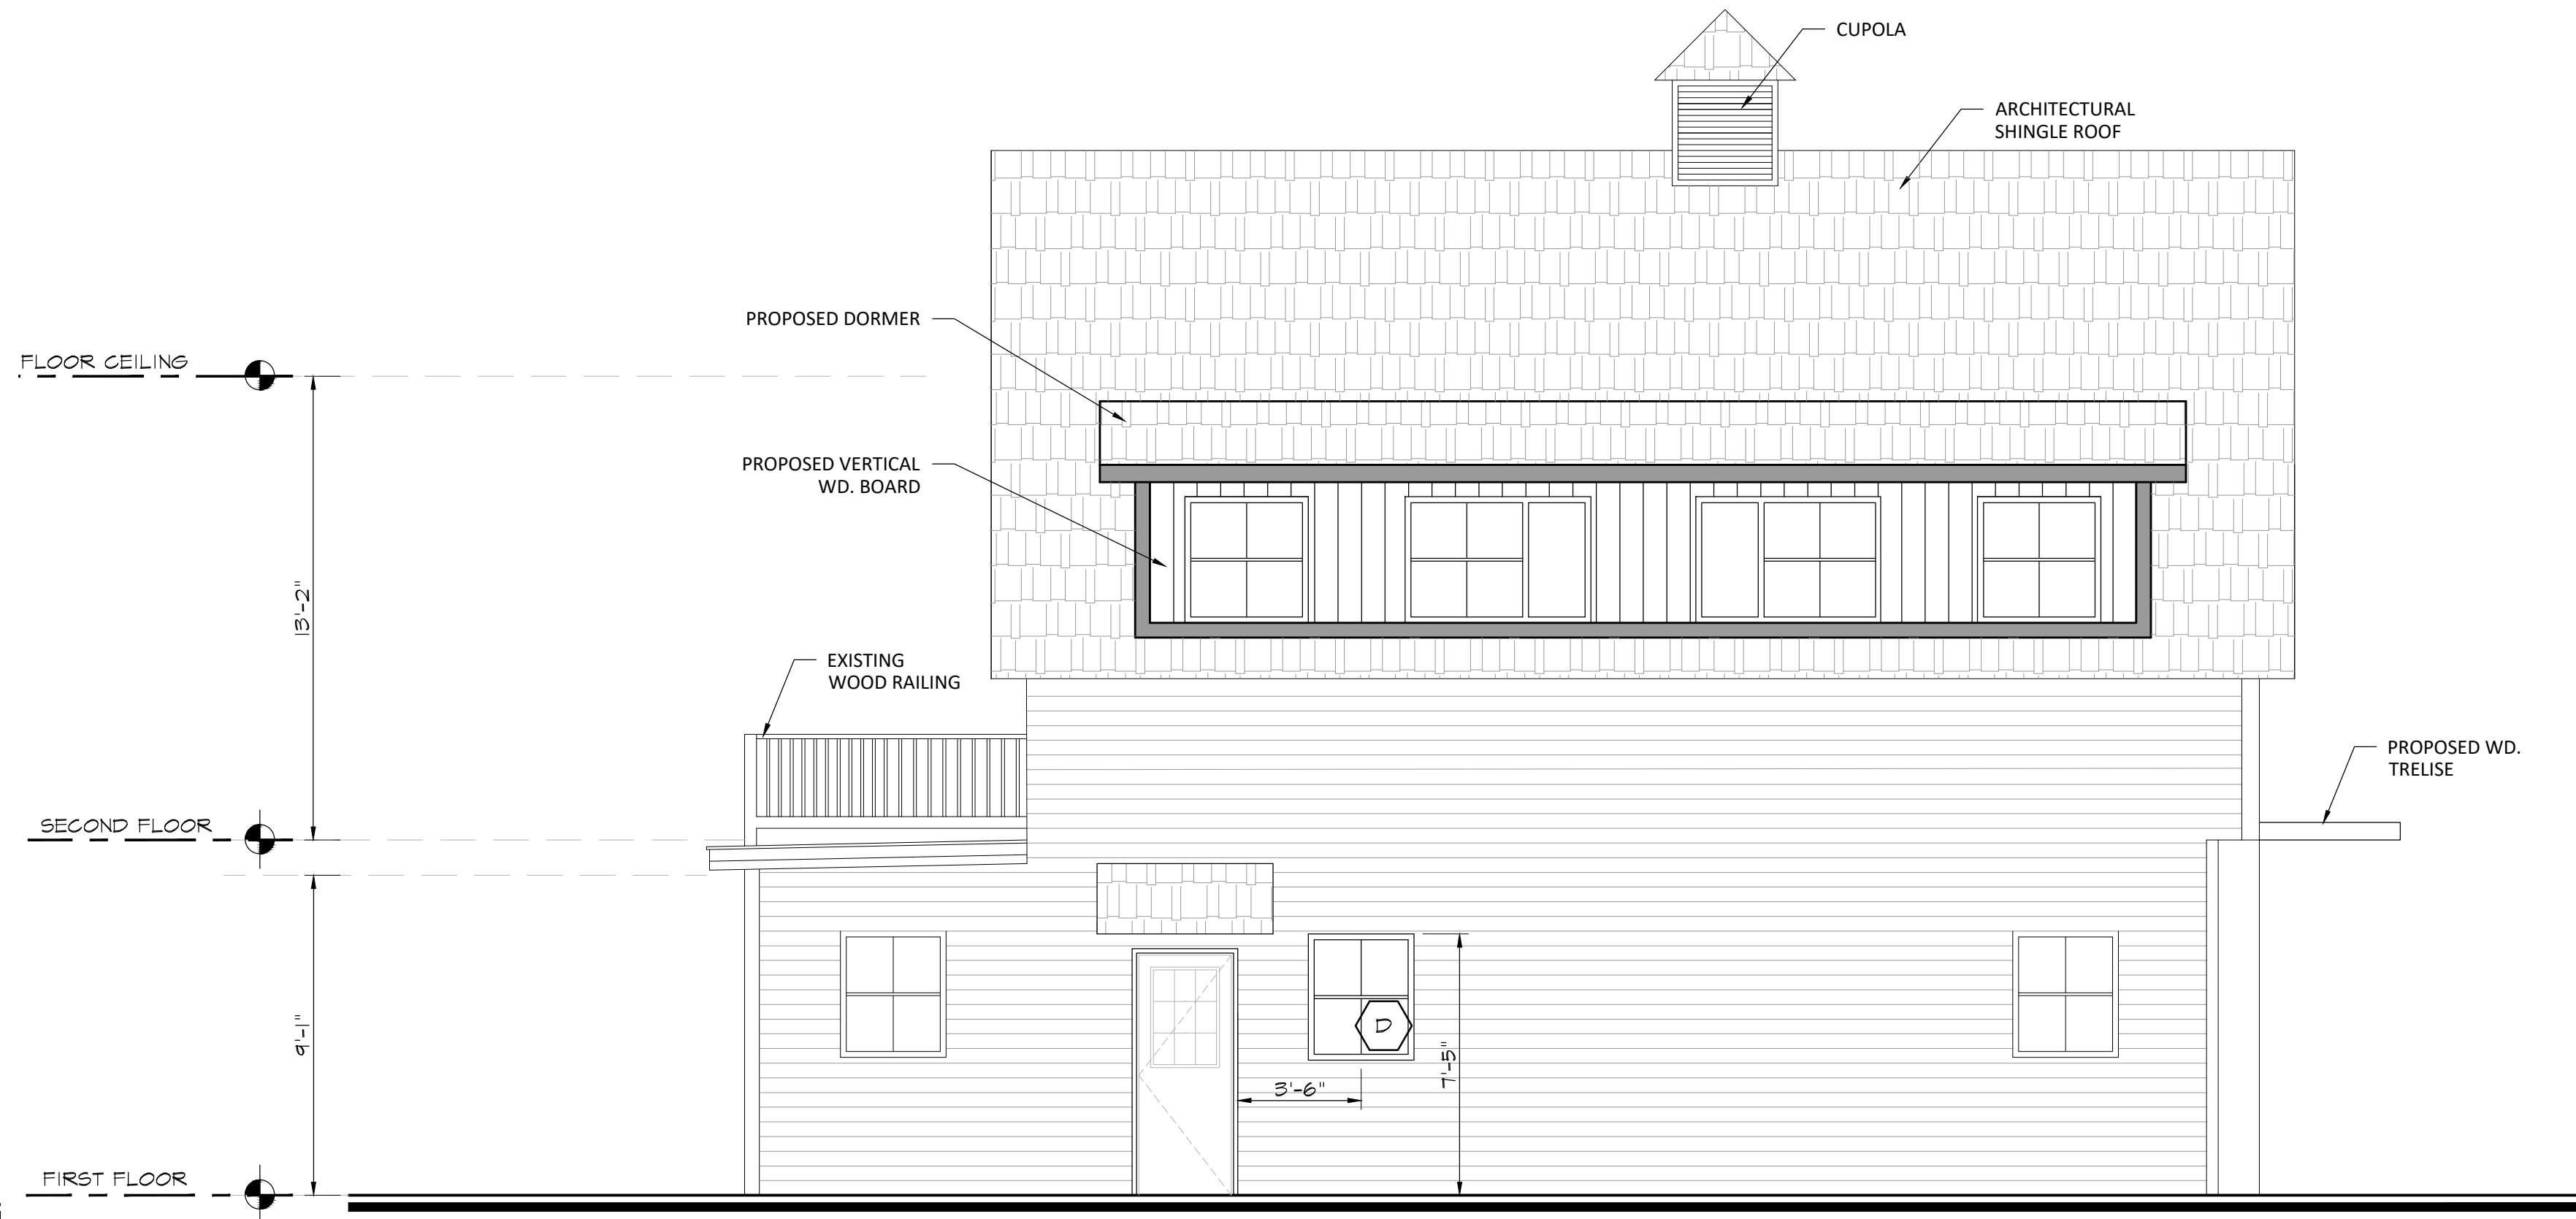 CUPOLA
ARCHITECTURAL
SHINGLE ROOF
PROPOSED DORMER
FLOOR CEILING
PROPOSED VERTICAL
WD. BOARD
13'-2"
EXISTING
WOOD RAILING
PROPOSED WD.
TRELISE
SECOND FLOOR
9'-1"
D
7'-5"
3'-6"
FIRST FLOOR